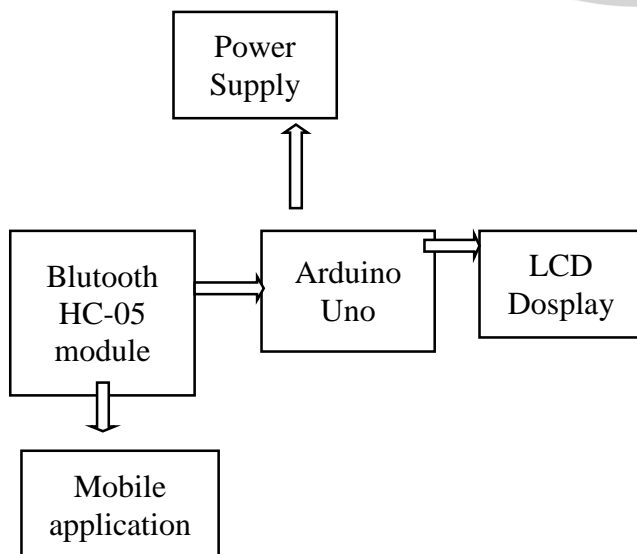 Power
Supply
Blutooth
HC-05
module
Arduino
Uno
LCD
Dosplay
Mobile
application